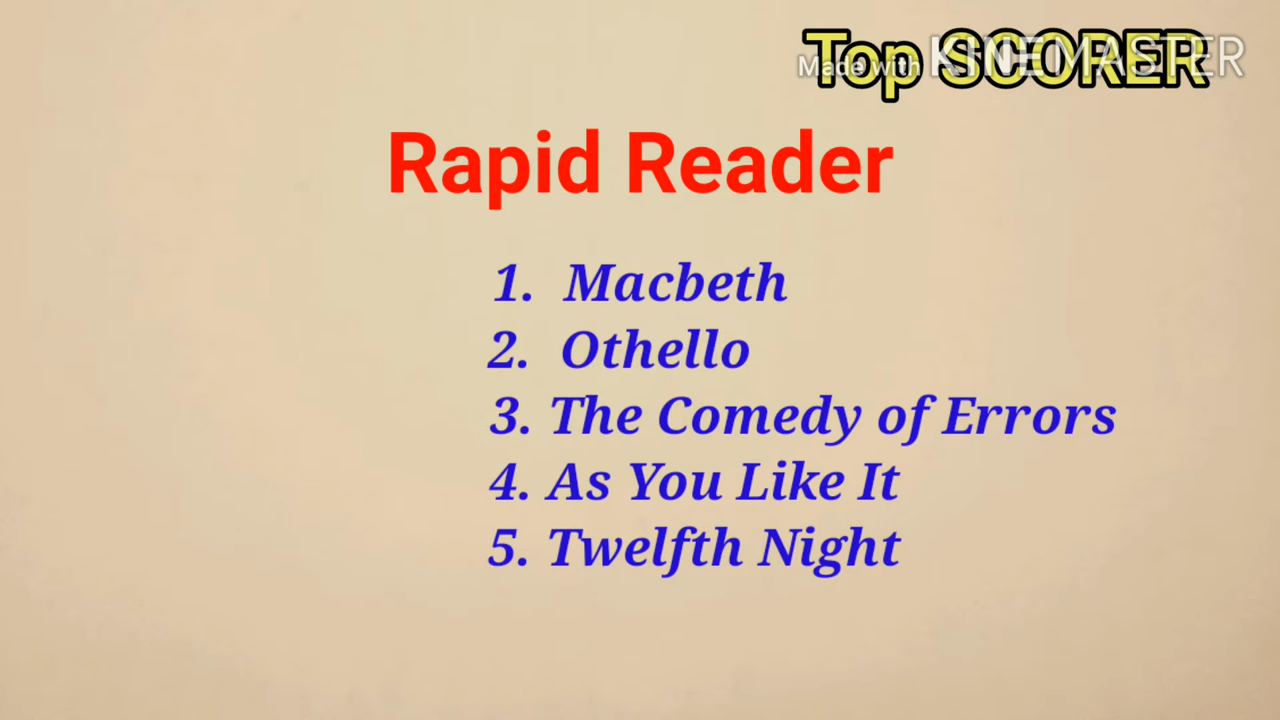 Top SCORER
Made with KINEMASTER
Rapid Reader
1. Macbeth
2. Othello
3. The Comedy of Errors
4. As You Like It
5. Twelfth Night